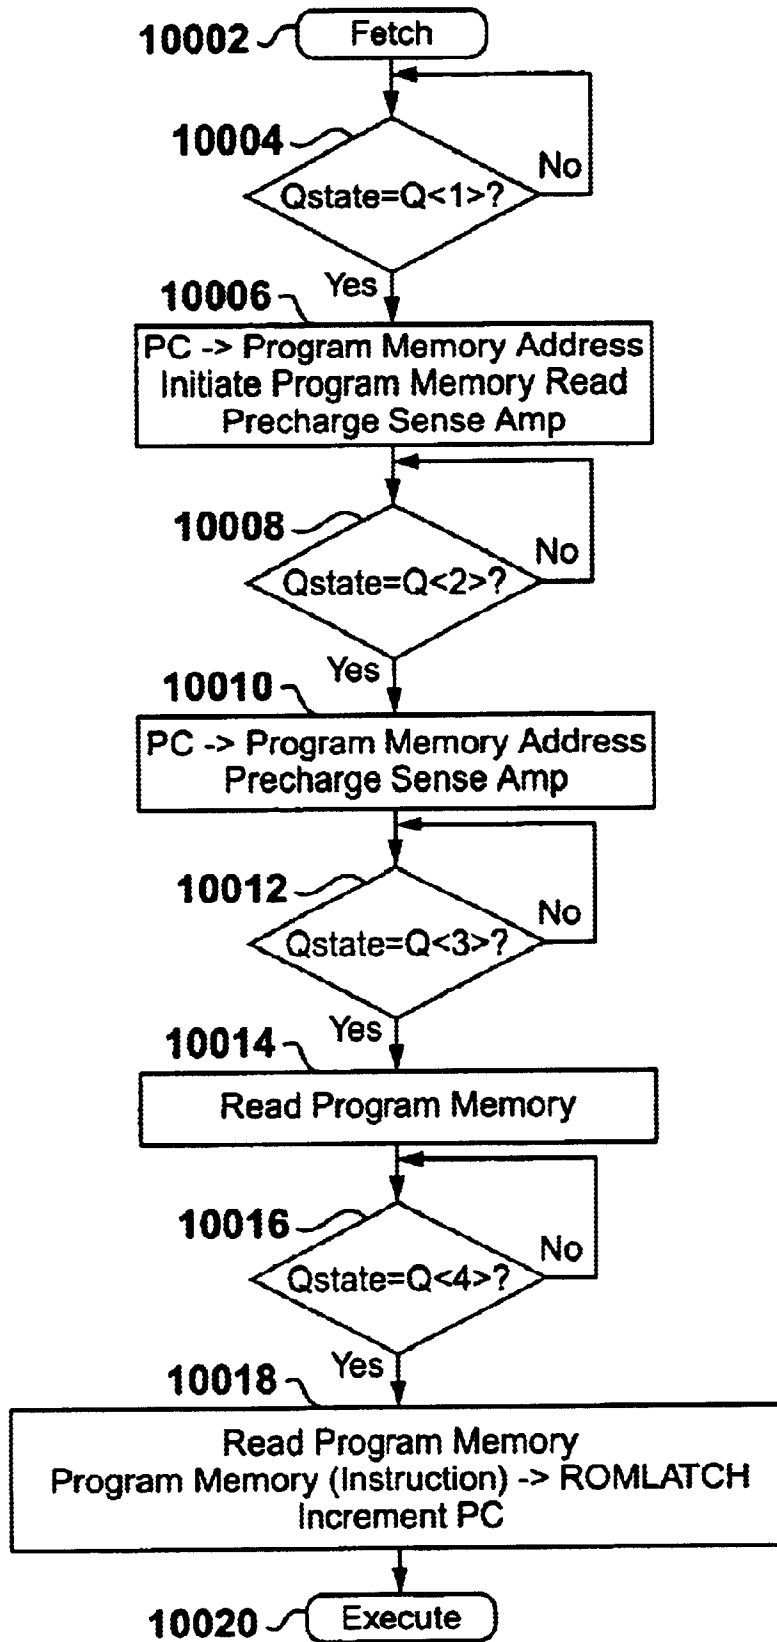 10002
Fetch
10004
Qstate=Q<1>?
No
Yes
10006
PC -> Program Memory Address
Initiate Program Memory Read
Precharge Sense Amp
10008
Qstate=Q<2>?
No
Yes
10010
PC -> Program Memory Address
Precharge Sense Amp
10012
Qstate=Q<3>?
No
Yes
10014
Read Program Memory
10016
Qstate=Q<4>?
No
Yes
10018
Read Program Memory
Program Memory (Instruction) -> ROMLATCH
Increment PC
10020
Execute